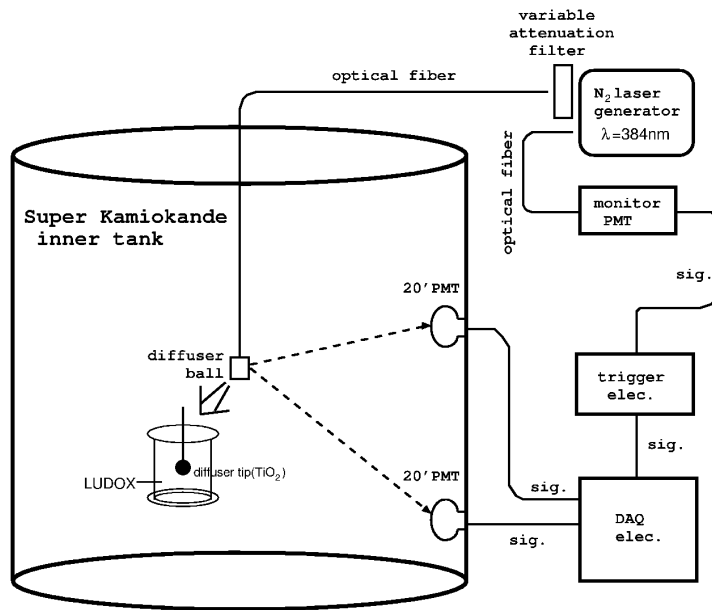 variable
attenuation
filter
optical fiber
N2 laser
generator
λ=384nm
optical fiber
monitor
PMT
Super Kamiokande
inner tank
sig.
20'PMT
diffuser
ball
trigger
elec.
sig.
diffuser tip(TiO2)
LUDOX
20'PMT
sig.
sig.
DAQ
elec.